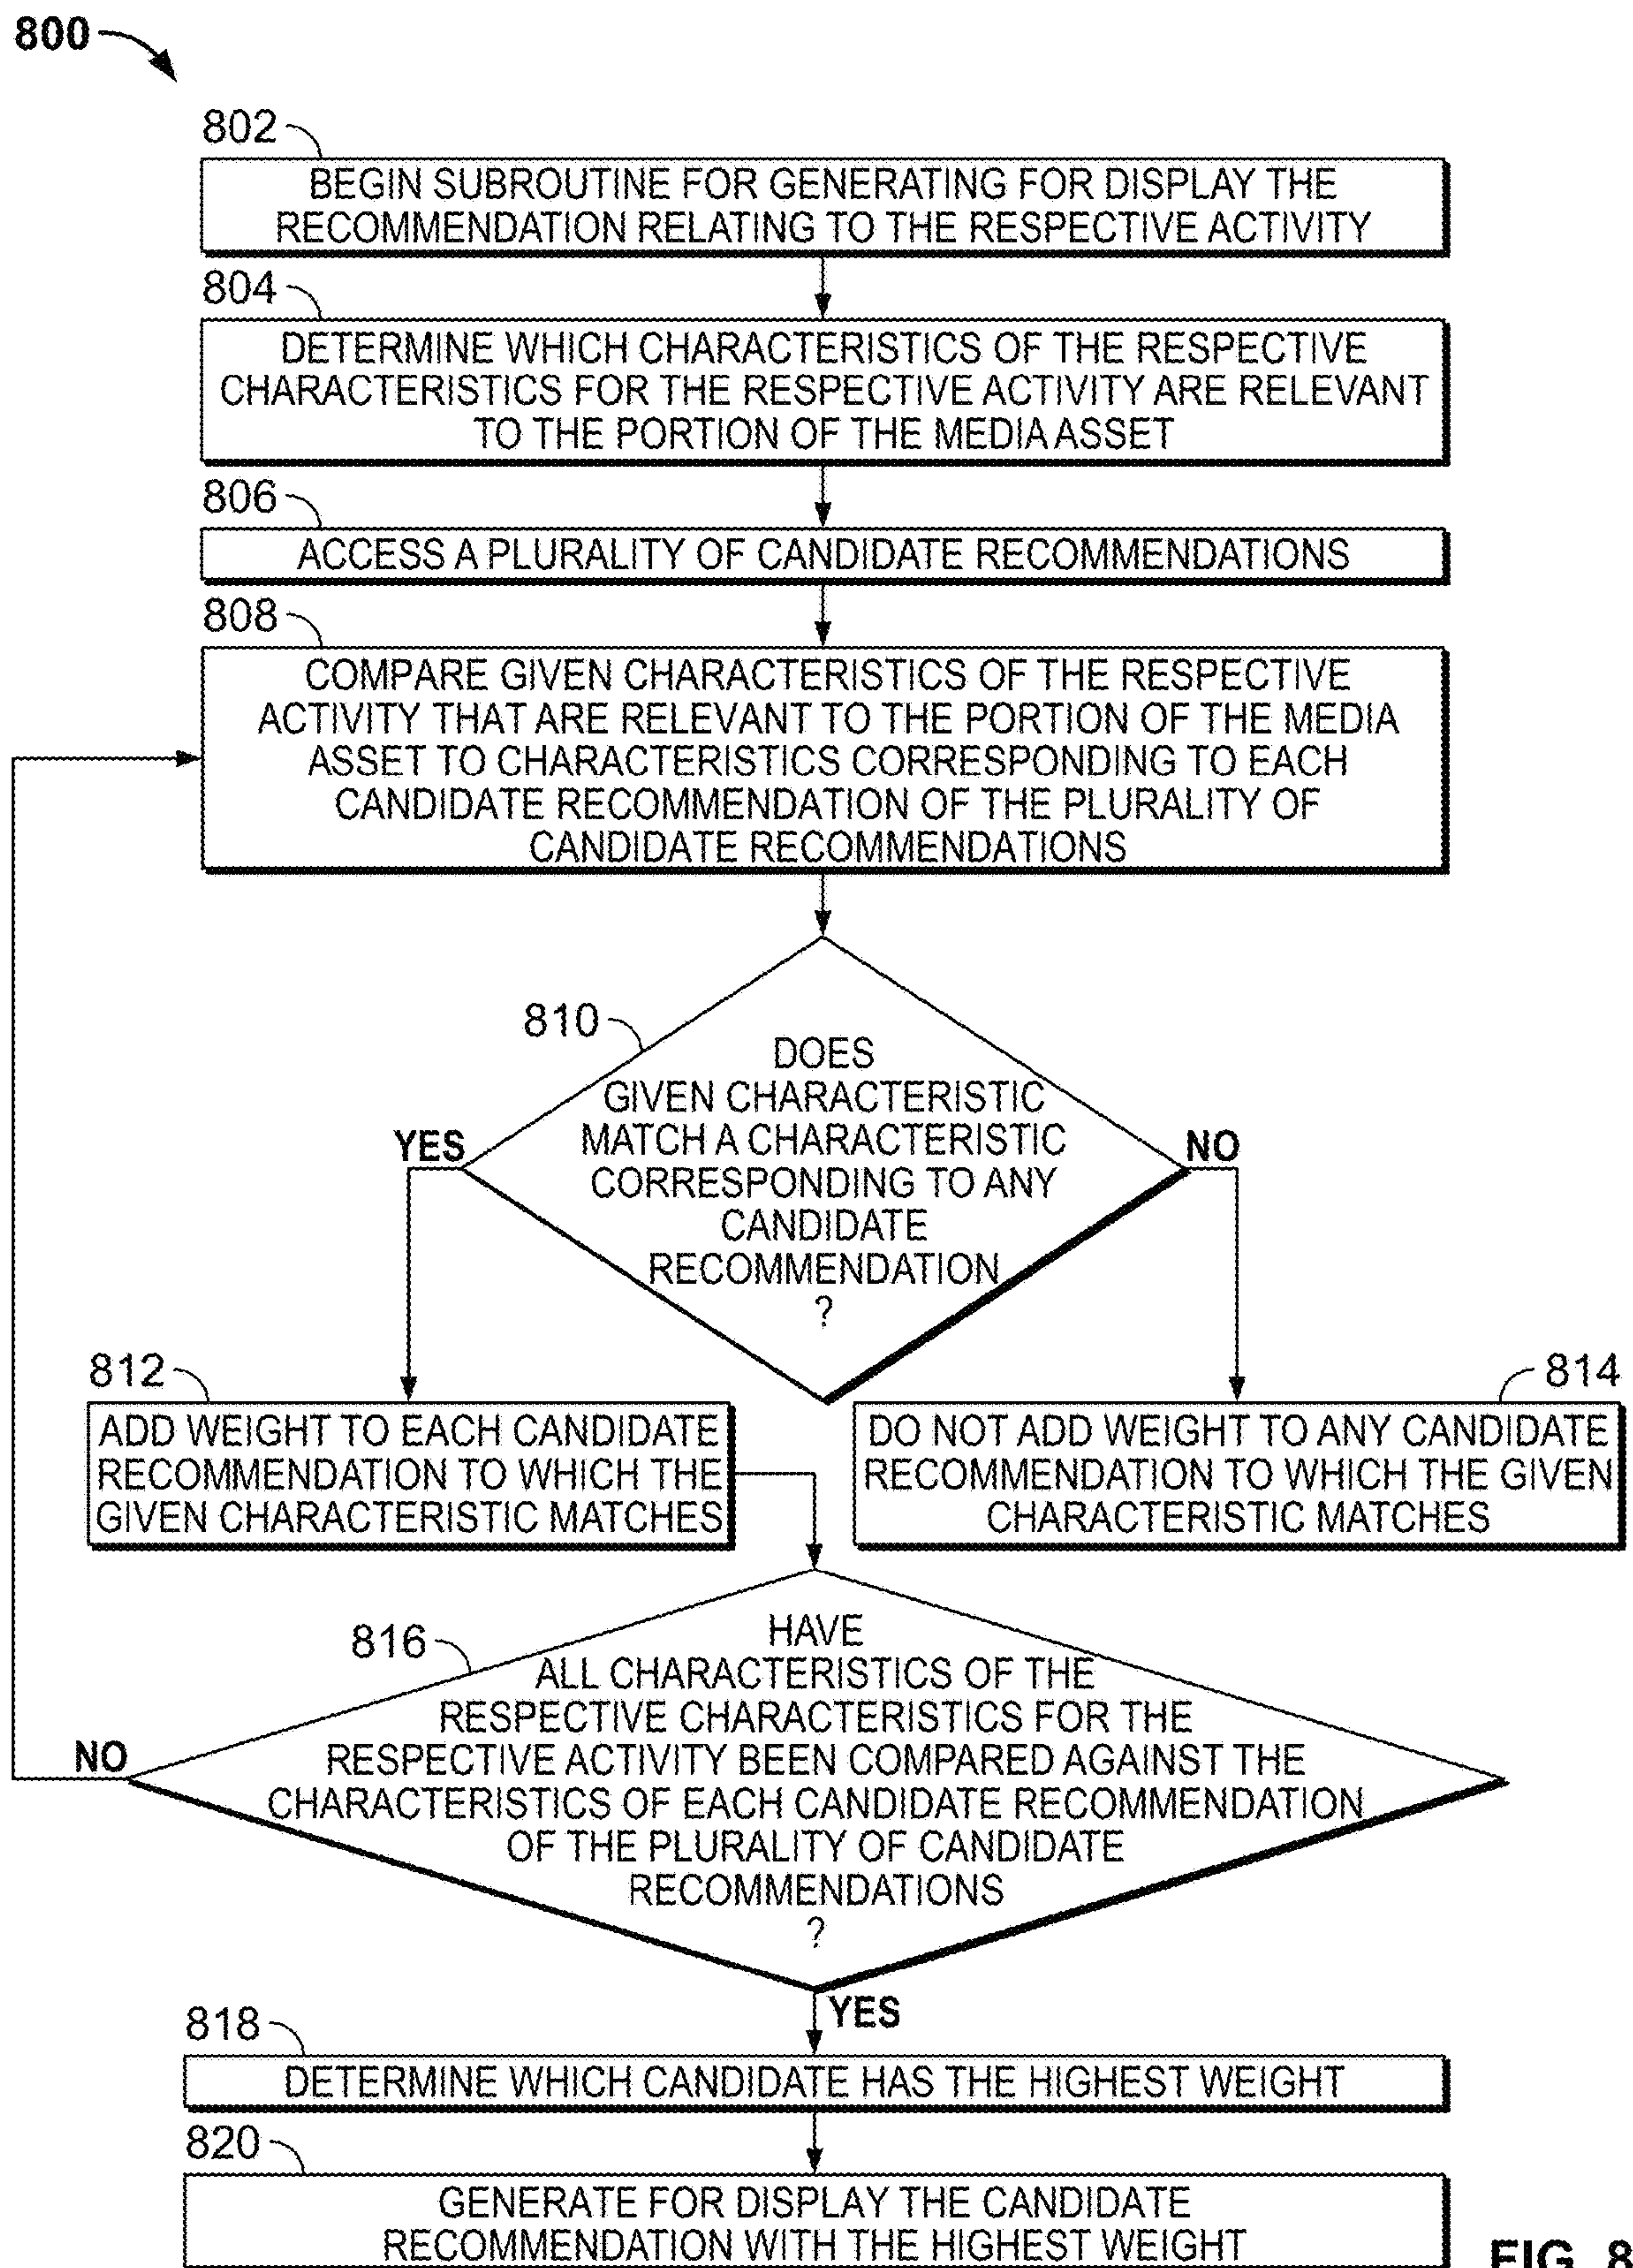 800
802
BEGIN SUBROUTINE FOR GENERATING FOR DISPLAY THE
RECOMMENDATION RELATING TO THE RESPECTIVE ACTIVITY
804
DETERMINE WHICH CHARACTERISTICS OF THE RESPECTIVE
CHARACTERISTICS FOR THE RESPECTIVE ACTIVITY ARE RELEVANT
TO THE PORTION OF THE MEDIA ASSET
806
ACCESS A PLURALITY OF CANDIDATE RECOMMENDATIONS
808
COMPARE GIVEN CHARACTERISTICS OF THE RESPECTIVE
ACTIVITY THAT ARE RELEVANT TO THE PORTION OF THE MEDIA
ASSET TO CHARACTERISTICS CORRESPONDING TO EACH
CANDIDATE RECOMMENDATION OF THE PLURALITY OF
CANDIDATE RECOMMENDATIONS
810
DOES
GIVEN CHARACTERISTIC
MATCH A CHARACTERISTIC
CORRESPONDING TO ANY
CANDIDATE
RECOMMENDATION
?
YES
NO
812
ADD WEIGHT TO EACH CANDIDATE
RECOMMENDATION TO WHICH THE
GIVEN CHARACTERISTIC MATCHES
814
DO NOT ADD WEIGHT TO ANY CANDIDATE
RECOMMENDATION TO WHICH THE GIVEN
CHARACTERISTIC MATCHES
816
HAVE
ALL CHARACTERISTICS OF THE
RESPECTIVE CHARACTERISTICS FOR THE
RESPECTIVE ACTIVITY BEEN COMPARED AGAINST THE
CHARACTERISTICS OF EACH CANDIDATE RECOMMENDATION
OF THE PLURALITY OF CANDIDATE
RECOMMENDATIONS
?
NO
YES
818
DETERMINE WHICH CANDIDATE HAS THE HIGHEST WEIGHT
820
GENERATE FOR DISPLAY THE CANDIDATE
RECOMMENDATION WITH THE HIGHEST WEIGHT
FIG. 8